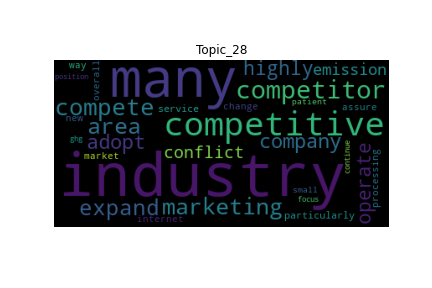 Topic_28
way
position
overall
many
highly
emission
competitor
patient
compete
service
change
assure
competitive
new
area
adopt
ghg
market
conflict
company
continue
processing
operate
industry
small
focus
expand
marketing
particularly
internet